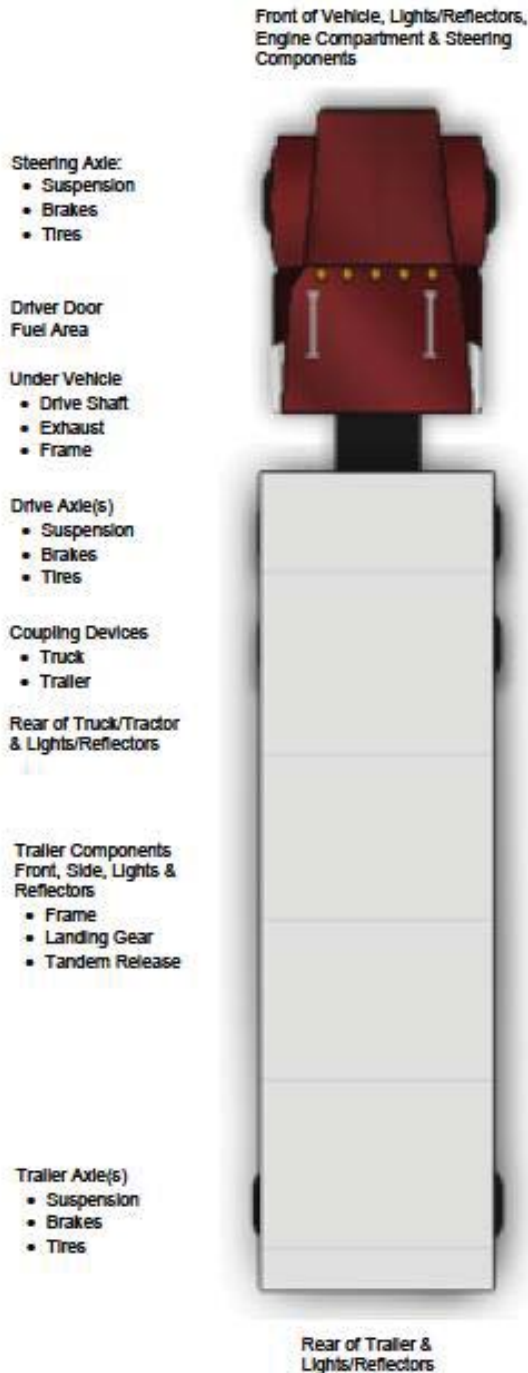 Front of Vehicle, Lights/Reflectors,
Engine Compartment & Steering
Components
Steering Axle:
• Suspension
• Brakes
• Tires
Driver Door
Fuel Area
Under Vehicle
• Drive Shaft
• Exhaust
• Frame
Drive Axle(s)
• Suspension
• Brakes
• Tires
Coupling Devices
• Truck
• Trailer
Rear of Truck/Tractor
& Lights/Reflectors
Trailer Components
Front, Side, Lights &
Reflectors
• Frame
• Landing Gear
• Tandem Release
Trailer Axle(s)
• Suspension
• Brakes
• Tires
Rear of Trailer &
Lights/Reflectors